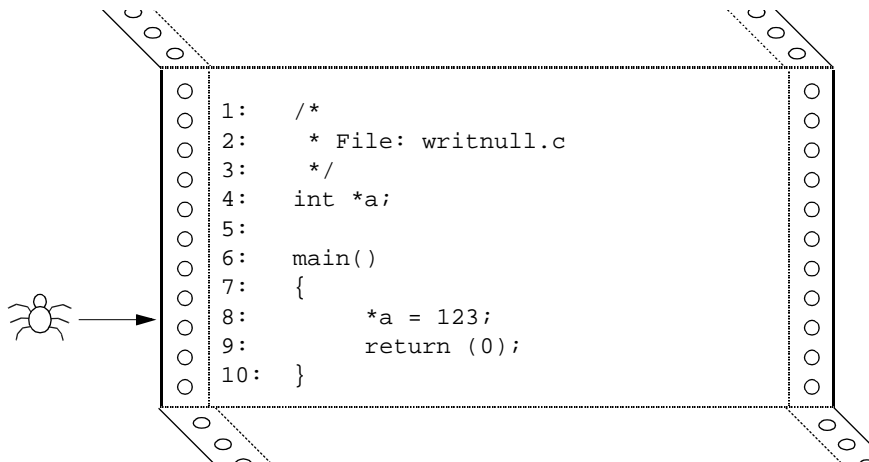 1: /*
2: * File: writnull.c
3: */
4: int *a;
5:
6: main()
7: {
8: *a = 123;
9: return (0);
10: }